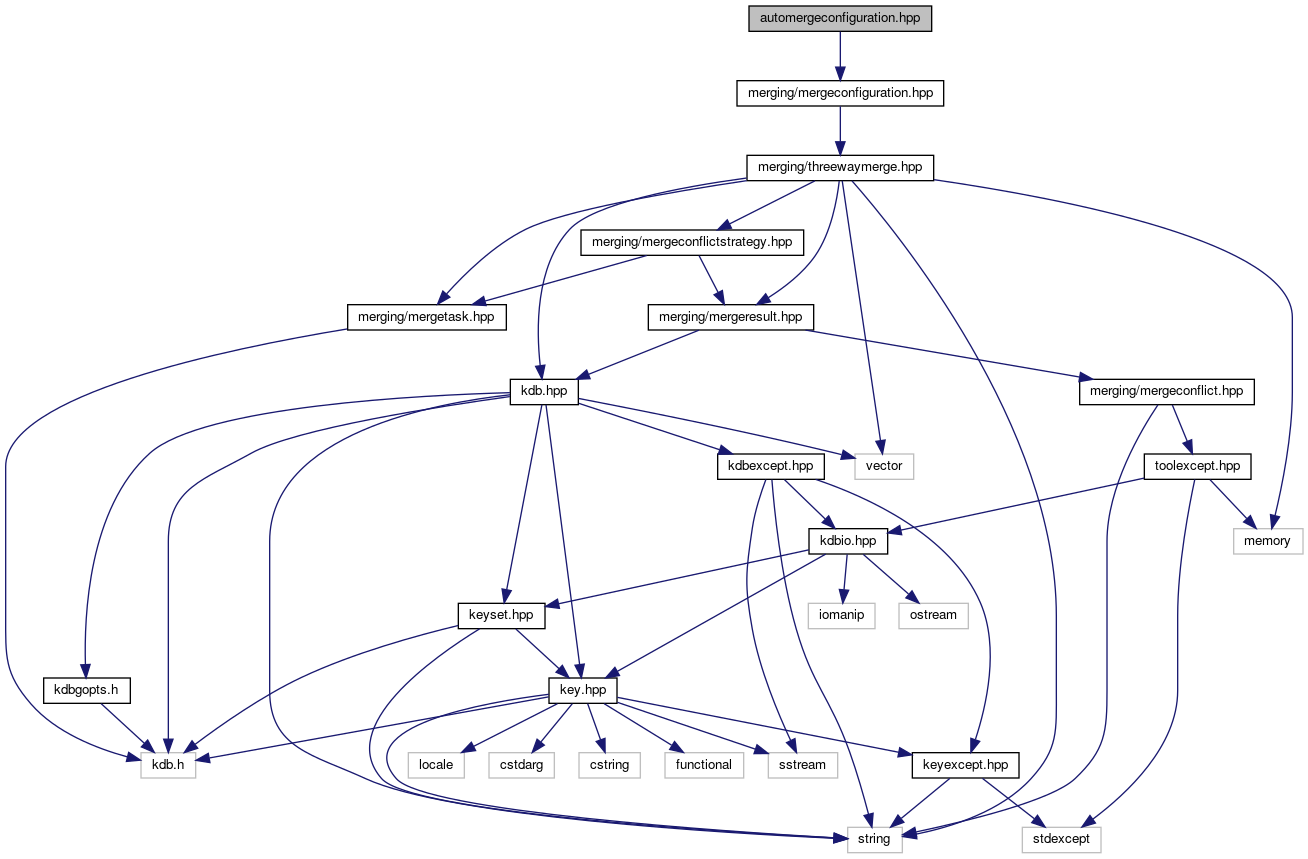 automergeconfiguration.hpp
merging/mergeconfiguration.hpp
merging/threewaymerge.hpp
merging/mergeconflictstrategy.hpp
merging/mergetask.hpp
merging/mergeresult.hpp
kdb.hpp
merging/mergeconflict.hpp
kdbexcept.hpp
vector
toolexcept.hpp
kdbio.hpp
memory
keyset.hpp
iomanip
ostream
kdbgopts.h
key.hpp
kdb.h
locale
cstdarg
cstring
functional
sstream
keyexcept.hpp
string
stdexcept